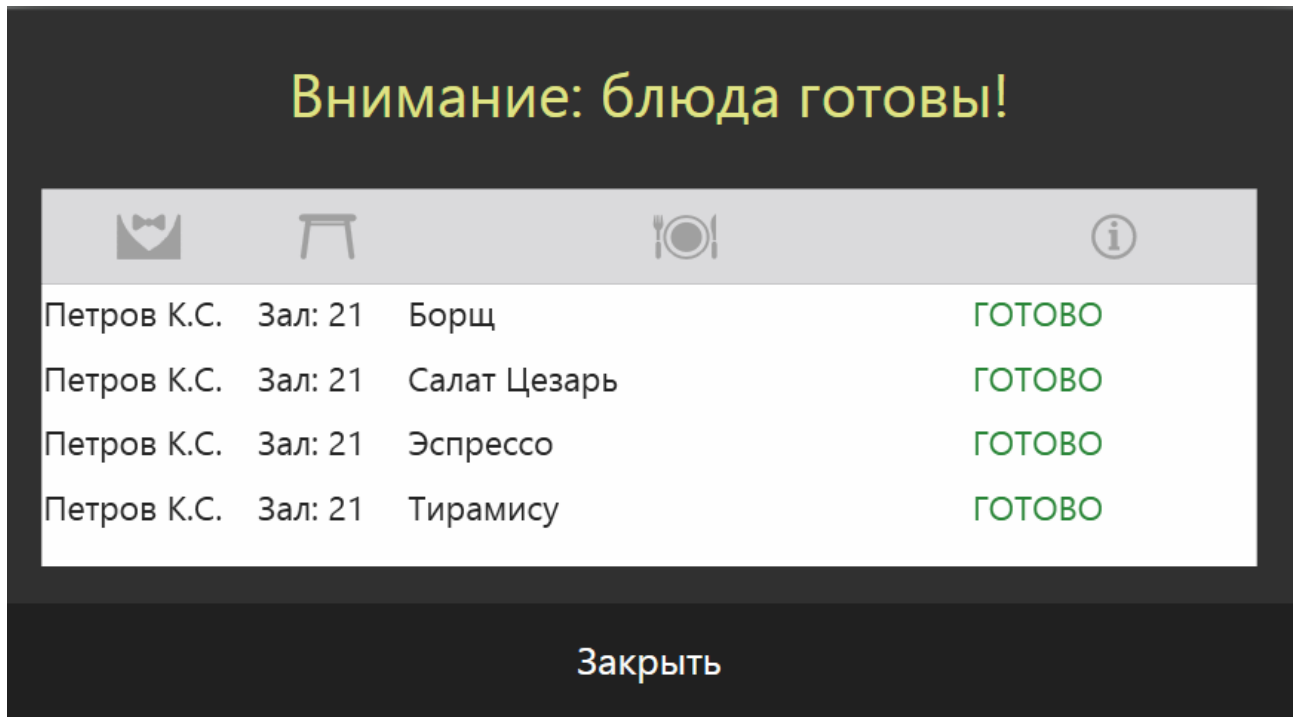 Внимание: блюда готовы!
Петров К.С. Зал: 21 Борщ ГОТОВО
Петров К.С. Зал: 21 Салат Цезарь ГОТОВО
Петров К.С. Зал: 21 Эспрессо ГОТОВО
Петров К.С. Зал: 21 Тирамису ГОТОВО
Закрыть